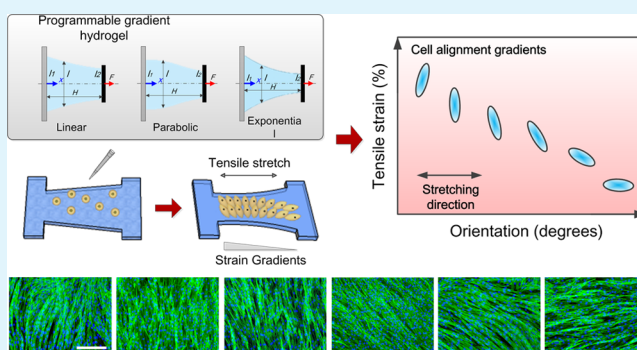 Programmable gradient
hydrogel
l1 x l l2 F
H
Linear
l1 x l l2 F
H
Parabolic
l1 x l l2 F
H
Exponentia
l
Tensile stretch
Strain Gradients
Tensile strain (%)
Cell alignment gradients
Stretching
direction
Orientation (degrees)